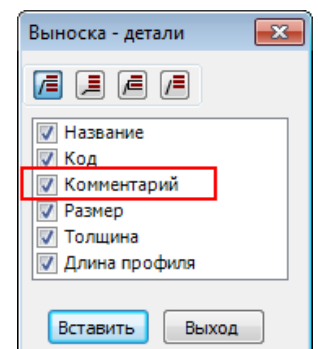 Выноска - детали
Название
Код
Комментарий
Размер
Толщина
Длина профиля
Вставить Выход